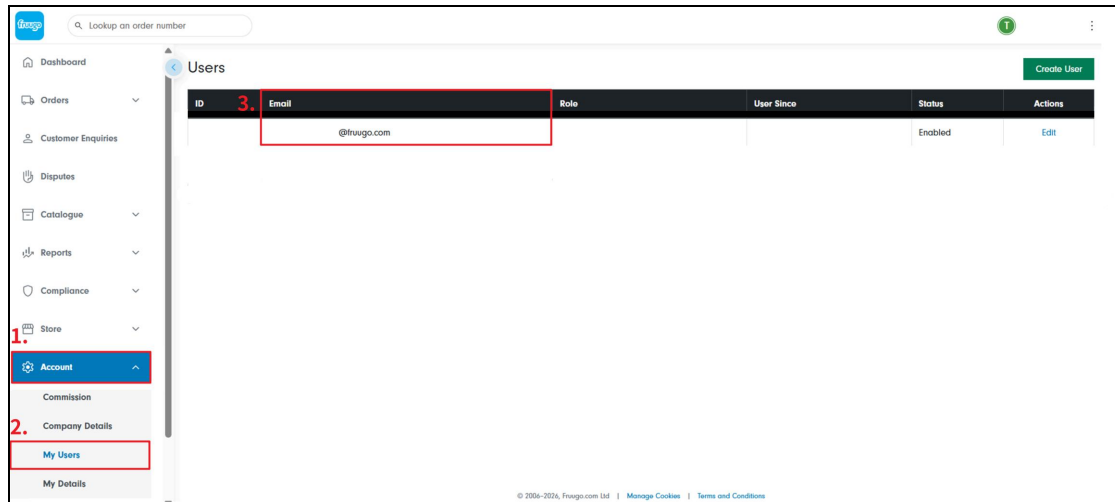 fruugo
Lookup an order number
T
Dashboard
Users
Create User
Orders
ID
3.
Email
Role
User Since
Status
Actions
@fruugo.com
Enabled
Edit
Customer Enquiries
Disputes
Catalogue
Reports
Compliance
Store
1.
Account
Commission
2.
Company Details
My Users
My Details
© 2006-2026, Fruugo.com Ltd | Manage Cookies | Terms and Conditions